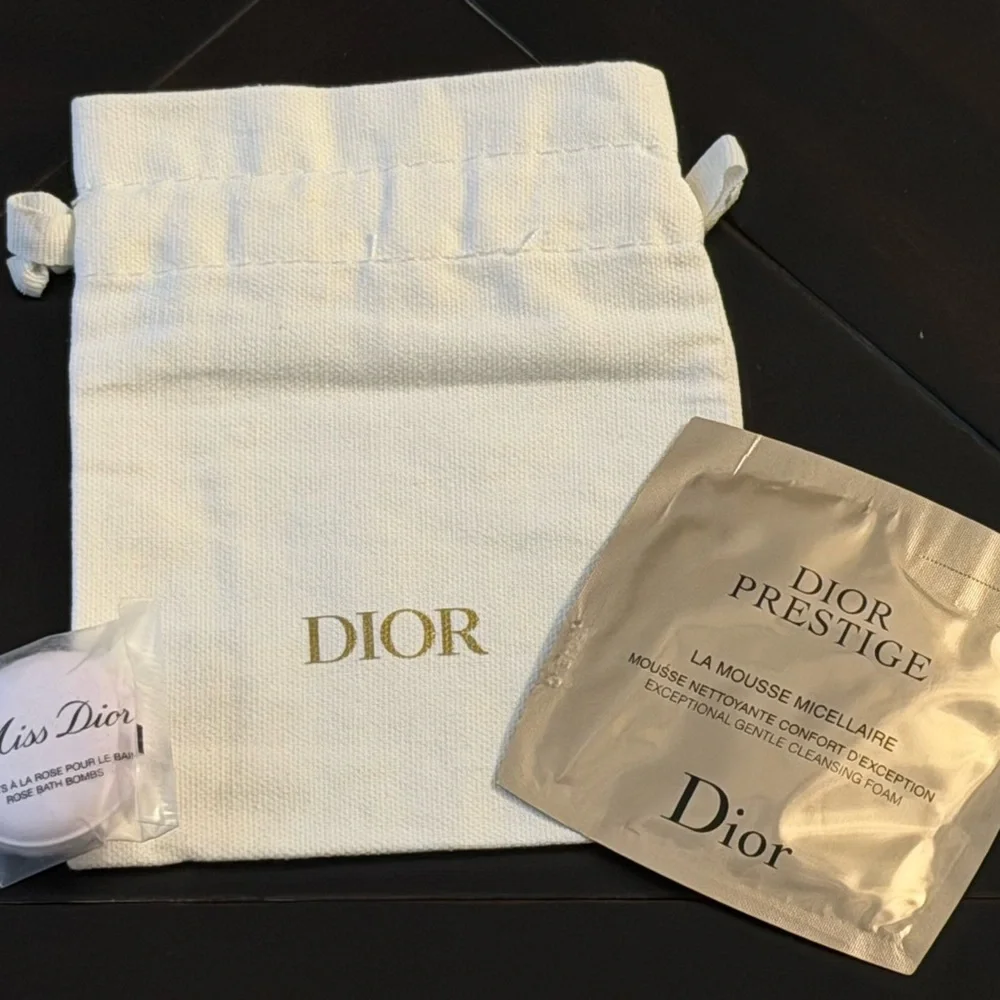 DIOR
Miss Dior
S À LA ROSE POUR LE BAIN
ROSE BATH BOMBS
DIOR
PRESTIGE
LA MOUSSE MICELLAIRE
MOUSSE NETTOYANTE CONFORT D'EXCEPTION
EXCEPTIONAL GENTLE CLEANSING FOAM
Dior